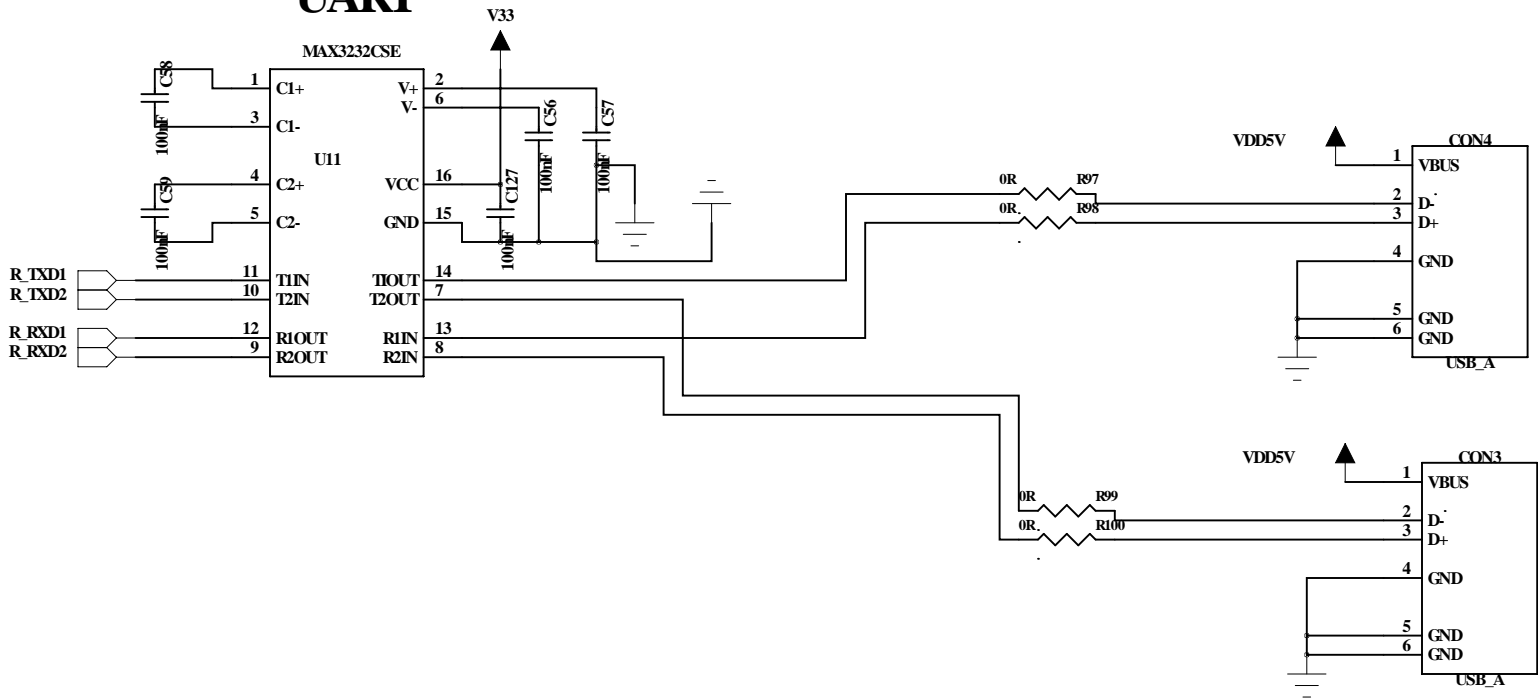 UART
V33
MAX3232CSE
C58
100nF
1 C1+
3 C1-
C59
100nF
4 C2+
5 C2-
U11
V+ 2
V- 6
VCC 16
GND 15
C56
100nF
C57
100nF
C127
100nF
R_TXD1
R_TXD2
R_RXD1
R_RXD2
11 T1IN
10 T2IN
12 R1OUT
9 R2OUT
T1OUT 14
T2OUT 7
R1IN 13
R2IN 8
0R R97
0R R98
VDD5V
CON4
1 VBUS
2 D-
3 D+
4 GND
5 GND
6 GND
USB_A
0R R99
0R R100
VDD5V
CON3
1 VBUS
2 D-
3 D+
4 GND
5 GND
6 GND
USB_A